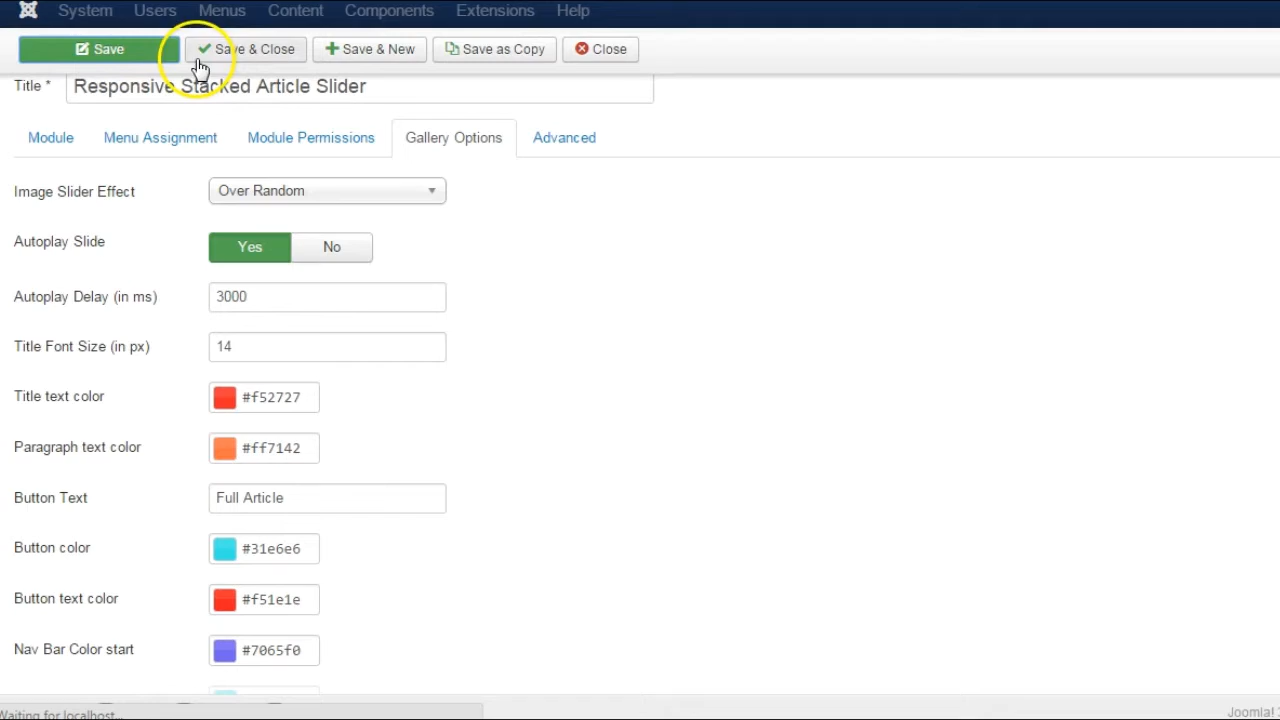 System Users Menus Content Components Extensions Help
Save Save & Close Save & New Save as Copy Close
Title * Responsive Stacked Article Slider
Module Menu Assignment Module Permissions Gallery Options Advanced
Image Slider Effect Over Random
Autoplay Slide Yes No
Autoplay Delay (in ms) 3000
Title Font Size (in px) 14
Title text color #f52727
Paragraph text color #ff7142
Button Text Full Article
Button color #31e6e6
Button text color #f51e1e
Nav Bar Color start #7065f0
Waiting for localhost... Joomla!